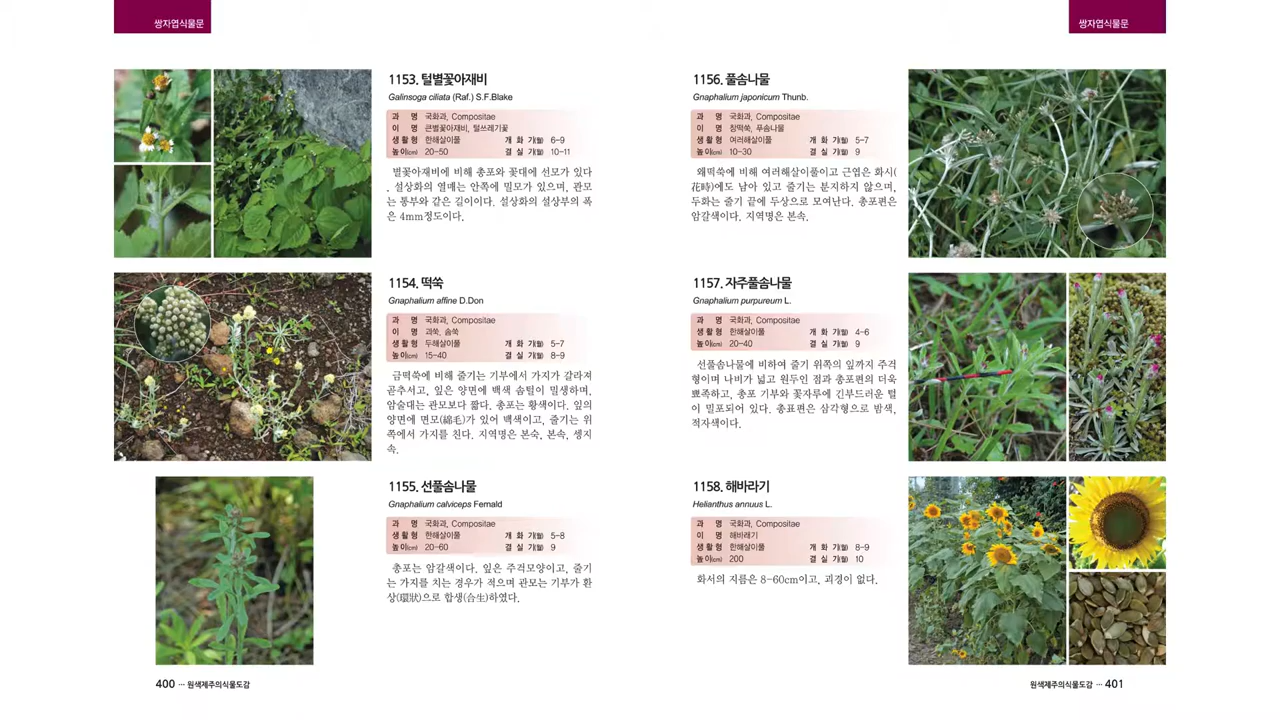 쌍자엽식물문
1153. 털별꽃아재비
Galinsoga ciliata (Raf.) S.F.Blake
과 명 국화과, Compositae
이 명 큰별꽃아재비, 털쓰레기꽃
생 활 형 한해살이풀 개 화 기(월) 6-9
높이(cm) 20-50 결 실 기(월) 10-11
별꽃아재비에 비해 총포와 꽃대에 선모가 있다
. 설상화의 열매는 안쪽에 밀모가 있으며, 관모
는 통부와 같은 길이이다. 설상화의 설상부의 폭
은 4mm정도이다.
1154. 떡쑥
Gnaphalium affine D.Don
과 명 국화과, Compositae
이 명 괴쑥, 솜쑥
생 활 형 두해살이풀 개 화 기(월) 5-7
높이(cm) 15-40 결 실 기(월) 8-9
금떡쑥에 비해 줄기는 기부에서 가지가 갈라져
곧추서고, 잎은 양면에 백색 솜털이 밀생하며,
암술대는 관모보다 짧다. 총포는 황색이다. 잎의
양면에 면모(綿毛)가 있어 백색이고, 줄기는 위
쪽에서 가지를 친다. 지역명은 본숙, 본속, 생지
속.
1155. 선풀솜나물
Gnaphalium calviceps Fernald
과 명 국화과, Compositae
생 활 형 한해살이풀 개 화 기(월) 5-8
높이(cm) 20-60 결 실 기(월) 9
총포는 암갈색이다. 잎은 주걱모양이고, 줄기
는 가지를 치는 경우가 적으며 관모는 기부가 환
상(環狀)으로 합생(合生)하였다.
400 ··· 원색제주의식물도감
쌍자엽식물문
1156. 풀솜나물
Gnaphalium japonicum Thunb.
과 명 국화과, Compositae
이 명 창떡쑥, 푸솜나물
생 활 형 여러해살이풀 개 화 기(월) 5-7
높이(cm) 10-30 결 실 기(월) 9
왜떡쑥에 비해 여러해살이풀이고 근엽은 화시(
花時)에도 남아 있고 줄기는 분지하지 않으며,
두화는 줄기 끝에 두상으로 모여난다. 총포편은
암갈색이다. 지역명은 본속.
1157. 자주풀솜나물
Gnaphalium purpureum L.
과 명 국화과, Compositae
생 활 형 한해살이풀 개 화 기(월) 4-6
높이(cm) 20-40 결 실 기(월) 9
선풀솜나물에 비하여 줄기 위쪽의 잎까지 주걱
형이며 나비가 넓고 원두인 점과 총포편의 더욱
뾰족하고, 총포 기부와 꽃자루에 긴부드러운 털
이 밀포되어 있다. 총표편은 삼각형으로 밤색,
적자색이다.
1158. 해바라기
Helianthus annuus L.
과 명 국화과, Compositae
이 명 해바래기
생 활 형 한해살이풀 개 화 기(월) 8-9
높이(cm) 200 결 실 기(월) 10
화서의 지름은 8-60cm이고, 괴경이 없다.
원색제주의식물도감 ··· 401